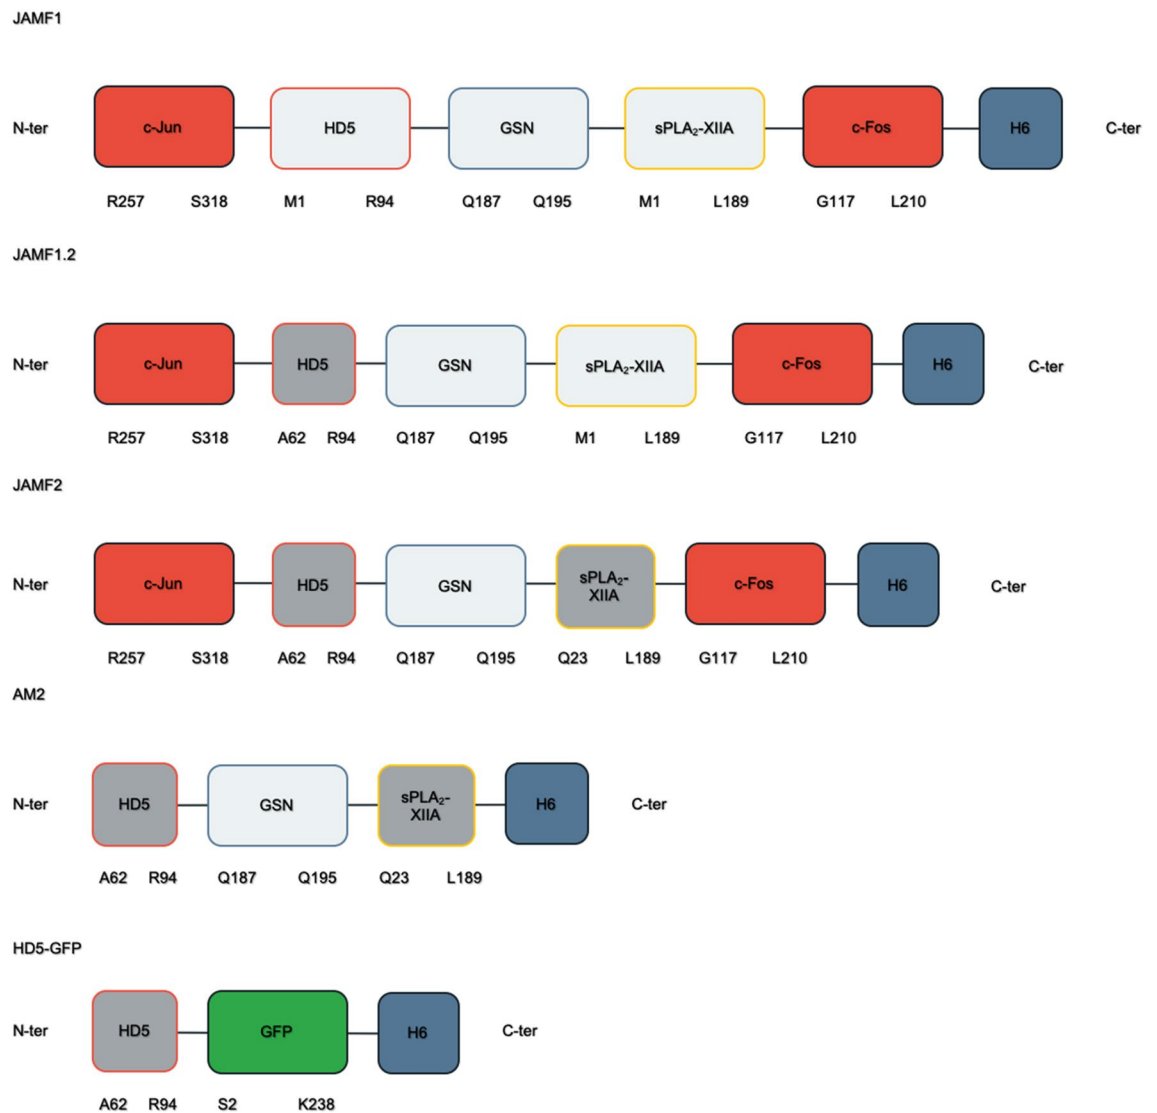 JAMF1
N-ter c-Jun HD5 GSN sPLA₂-XIIA c-Fos H6 C-ter
R257 S318 M1 R94 Q187 Q195 M1 L189 G117 L210
JAMF1.2
N-ter c-Jun HD5 GSN sPLA₂-XIIA c-Fos H6 C-ter
R257 S318 A62 R94 Q187 Q195 M1 L189 G117 L210
JAMF2
N-ter c-Jun HD5 GSN sPLA₂-
XIIA c-Fos H6 C-ter
R257 S318 A62 R94 Q187 Q195 Q23 L189 G117 L210
AM2
N-ter HD5 GSN sPLA₂-
XIIA H6 C-ter
A62 R94 Q187 Q195 Q23 L189
HD5-GFP
N-ter HD5 GFP H6 C-ter
A62 R94 S2 K238